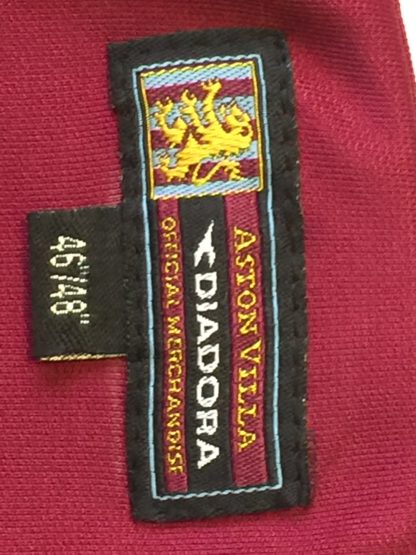 ASTON VILLA
DIADORA
OFFICIAL MERCHANDISE
46"/48"